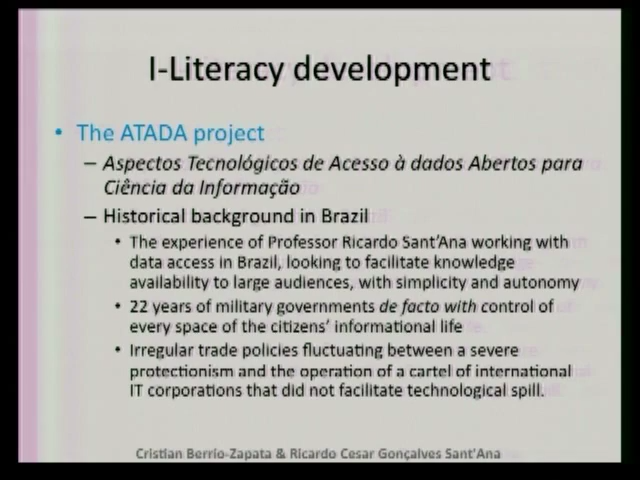 I-Literacy development
• The ATADA project
– Aspectos Tecnológicos de Acesso à dados Abertos para
Ciência da Informação
– Historical background in Brazil
• The experience of Professor Ricardo Sant'Ana working with
data access in Brazil, looking to facilitate knowledge
availability to large audiences, with simplicity and autonomy
• 22 years of military governments de facto with control of
every space of the citizens' informational life
• Irregular trade policies fluctuating between a severe
protectionism and the operation of a cartel of international
IT corporations that did not facilitate technological spill.
Cristian Berrío-Zapata & Ricardo Cesar Gonçalves Sant'Ana